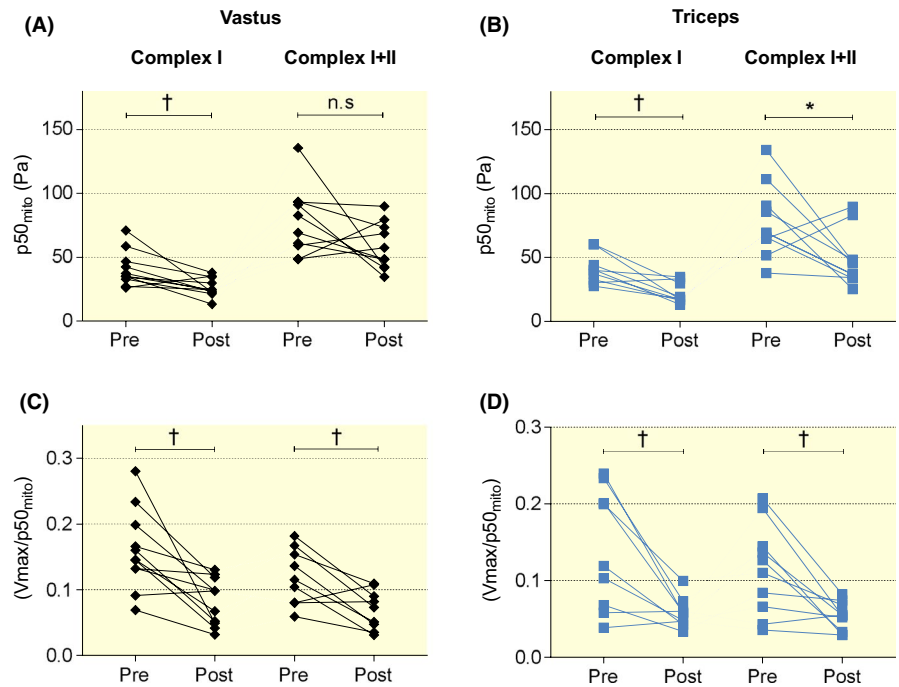 (A) Vastus
Complex I Complex I+II
p50mito (Pa)
150
100
50
0
† n.s
Pre Post Pre Post
(B) Triceps
Complex I Complex I+II
p50mito (Pa)
150
100
50
0
† *
Pre Post Pre Post
(C)
(Vmax/p50mito)
0.3
0.2
0.1
0.0
† †
Pre Post Pre Post
(D)
(Vmax/p50mito)
0.3
0.2
0.1
0.0
† †
Pre Post Pre Post